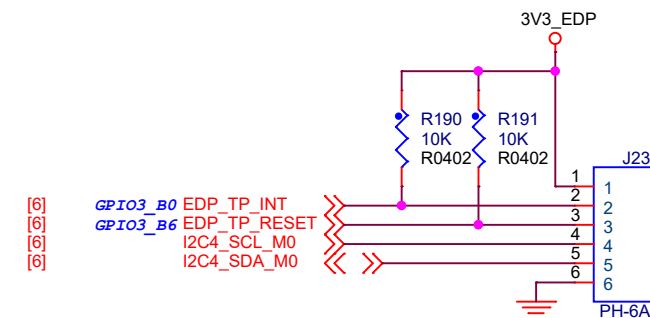 3V3_EDP
R190
10K
R0402
R191
10K
R0402
J23
1 1
[6] GPIO3_B0 EDP_TP_INT 2 2
[6] GPIO3_B6 EDP_TP_RESET 3 3
[6] I2C4_SCL_M0 4 4
[6] I2C4_SDA_M0 5 5
6 6
PH-6A